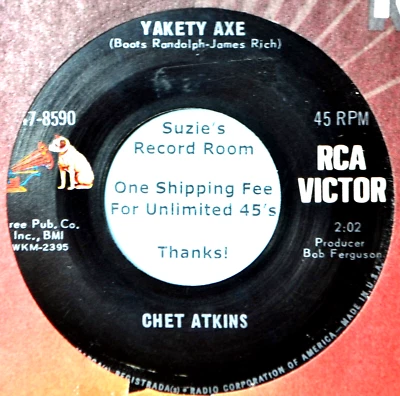 YAKETY AXE
(Boots Randolph-James Rich)
7-8590
45 RPM
Suzie's
Record Room
One Shipping Fee
For Unlimited 45's
Thanks!
RCA
VICTOR
ree Pub. Co.
Inc., BMI
WKM-2395
2:02
Producer
Bob Ferguson
CHET ATKINS
REGISTRADA(s) • RADIO CORPORATION OF AMERICA—MADE IN U.S.A.